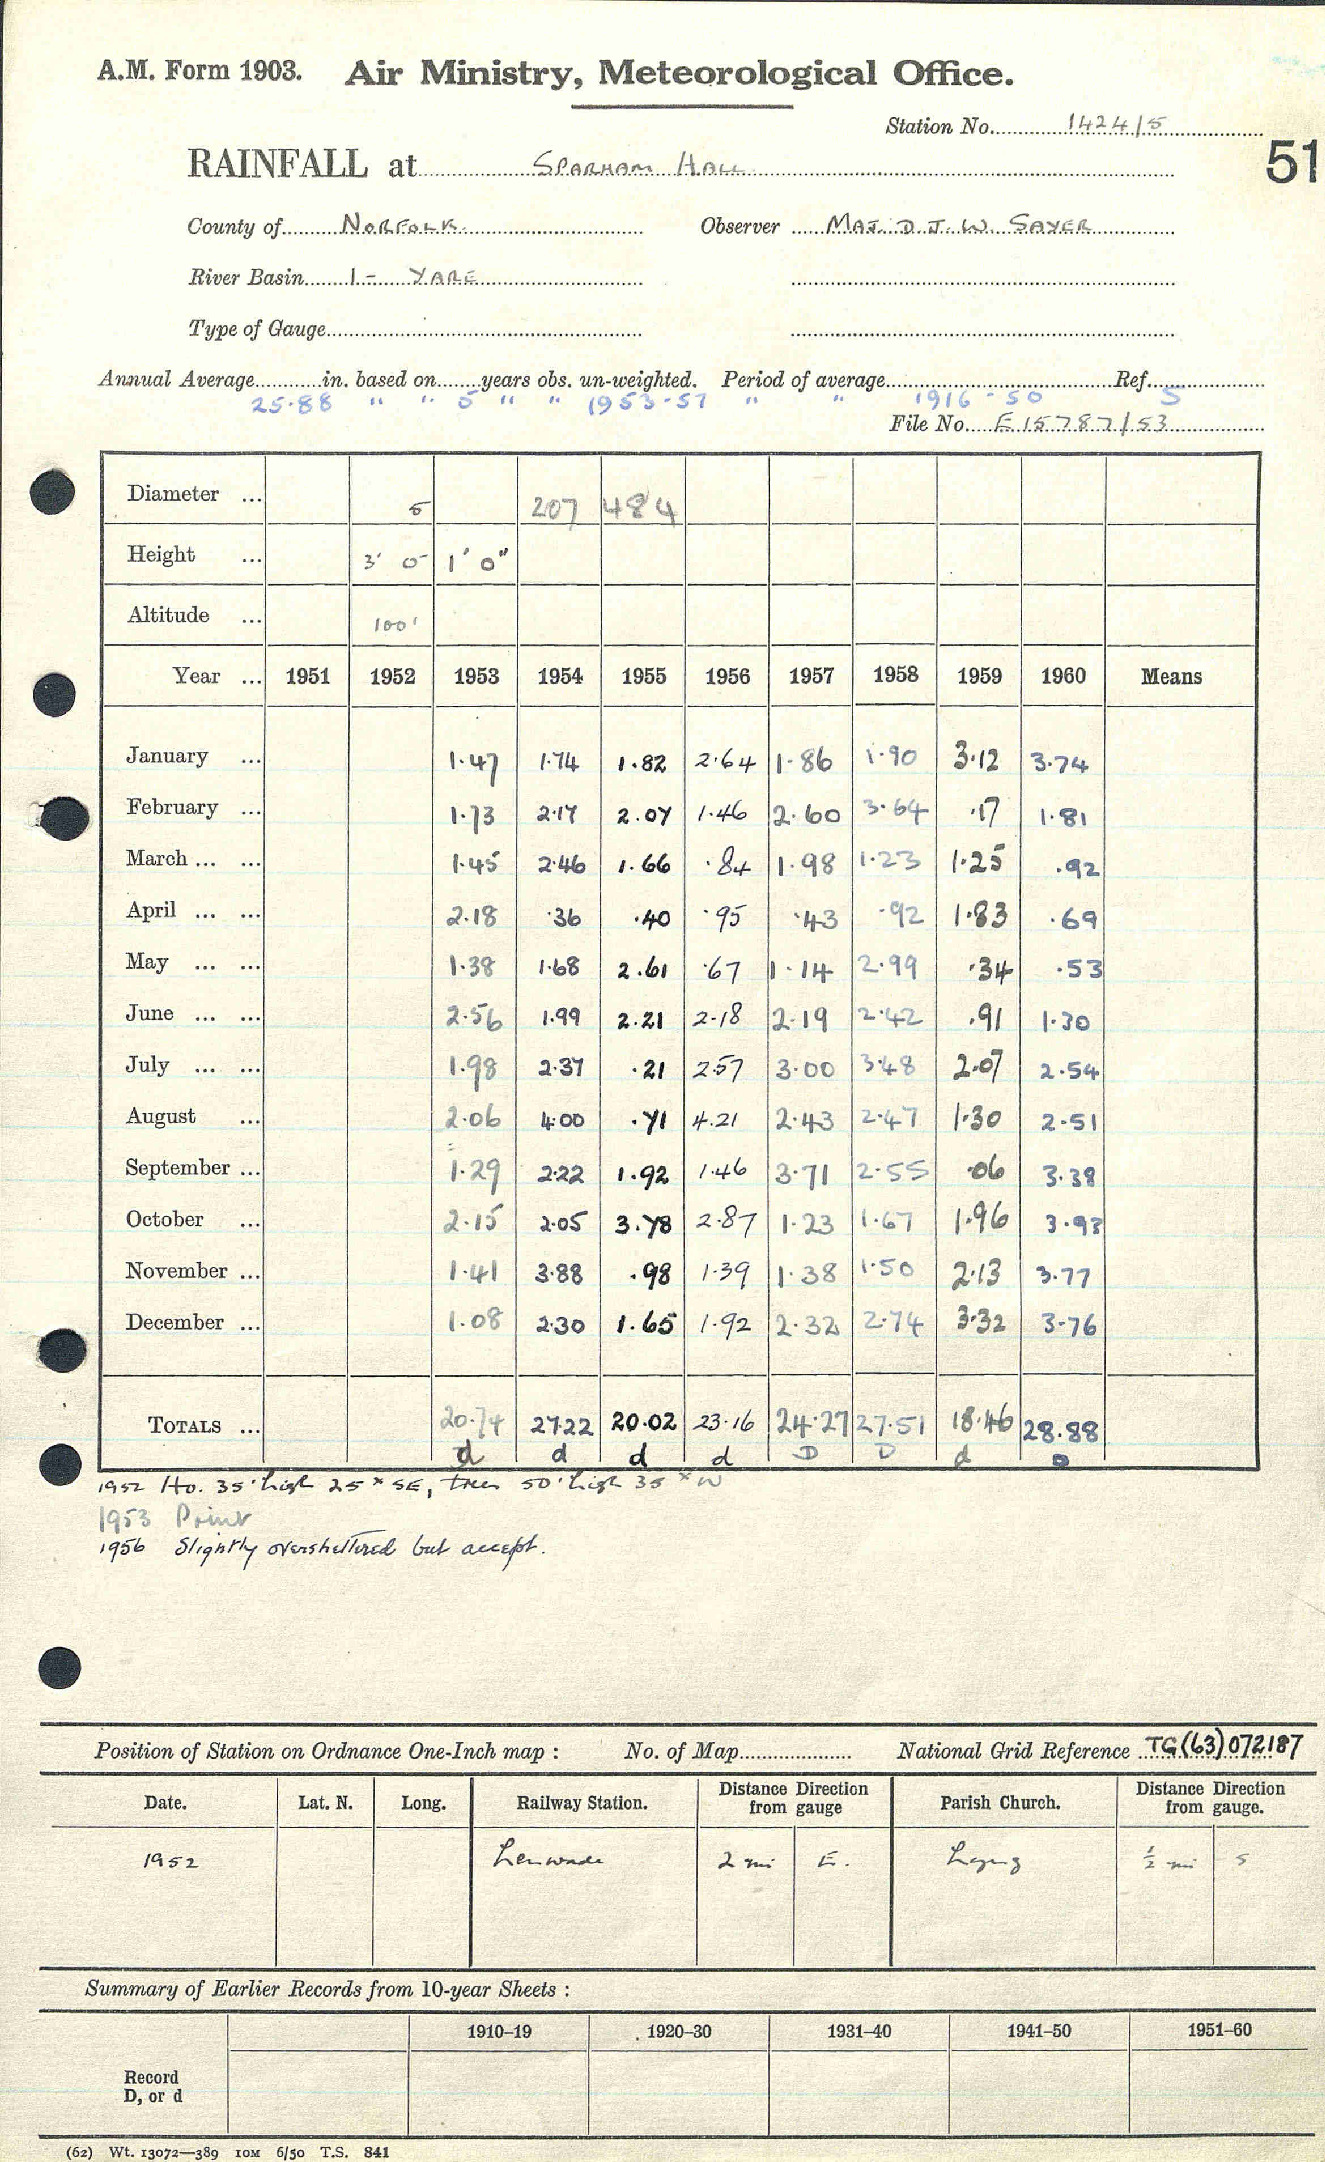 A.M. Form 1903. Air Ministry, Meteorological Office.
Station No. 1424/5
51
RAINFALL at SPARHAM HALL
County of NORFOLK. Observer MAJ. D. J. W. SAYER
River Basin 1 - YARE
Type of Gauge
Annual Average in. based on years obs. un-weighted. Period of average Ref.
25.88 " " 5 " " 1953-57 " " 1916-50 5
File No. E 15787/53
Diameter ... 5 207 484
Height ... 3' 0 1' 0"
Altitude ... 100'
Year ... 1951 1952 1953 1954 1955 1956 1957 1958 1959 1960 Means
January ... 1.47 1.74 1.82 2.64 1.86 1.90 3.12 3.74
February ... 1.73 2.17 2.07 1.46 2.60 3.64 .17 1.81
March ... ... 1.45 2.46 1.66 .84 1.98 1.23 1.25 .92
April ... ... 2.18 .36 .40 .95 .43 .92 1.83 .69
May ... ... 1.38 1.68 2.61 .67 1.14 2.99 .34 .53
June ... ... 2.56 1.99 2.21 2.18 2.19 2.42 .91 1.30
July ... ... 1.98 2.37 .21 2.57 3.00 3.48 2.07 2.54
August ... 2.06 4.00 .71 4.21 2.43 2.47 1.30 2.51
September ... 1.29 2.22 1.92 1.46 3.71 2.55 .06 3.38
October ... 2.15 2.05 3.78 2.87 1.23 1.67 1.96 3.93
November ... 1.41 3.88 .98 1.39 1.38 1.50 2.13 3.77
December ... 1.08 2.30 1.65 1.92 2.32 2.74 3.32 3.76
TOTALS ... 20.74 27.22 20.02 23.16 24.27 27.51 18.46 28.88
d d d d D D d D
1952 Ho. 35' high 25 x SE, trees 50' high 35 x W
1953 Print
1956 Slightly oversheltered but accept.
Position of Station on Ordnance One-Inch map : No. of Map National Grid Reference TG(63)072187
Date. Lat. N. Long. Railway Station. Distance Direction from gauge Parish Church. Distance Direction from gauge.
1952 Lenwade 2 mi E. Lyng ½ mi S
Summary of Earlier Records from 10-year Sheets :
1910–19 1920–30 1931–40 1941–50 1951–60
Record
D, or d
(62) Wt. 13072—389 10M 6/50 T.S. 841